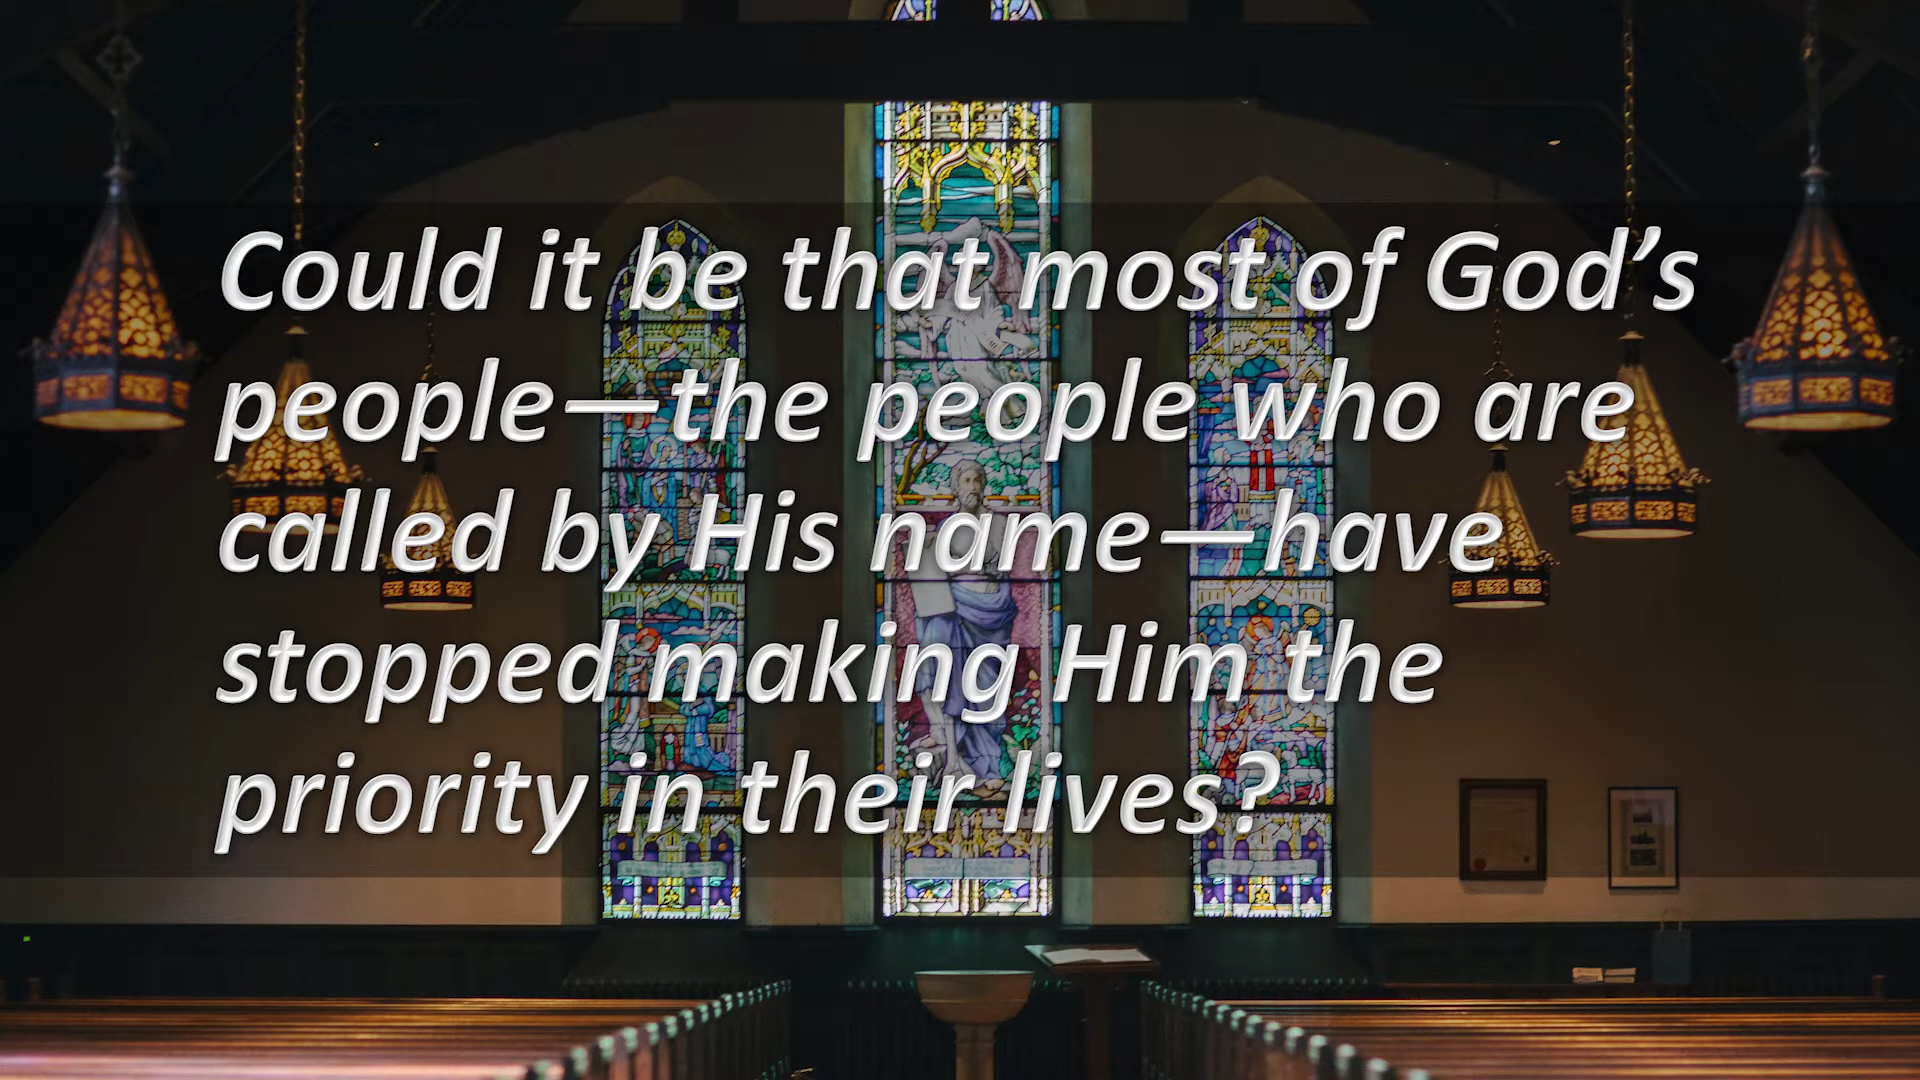 Could it be that most of God’s
people—the people who are
called by His name—have
stopped making Him the
priority in their lives?